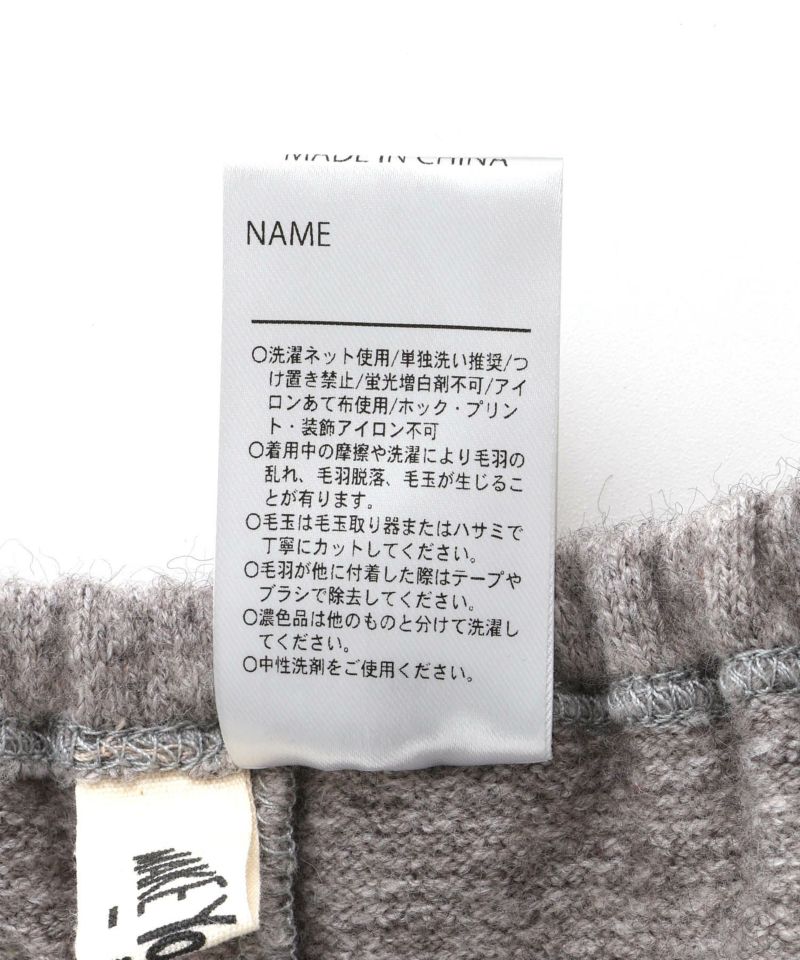 MADE IN CHINA
NAME
○洗濯ネット使用/単独洗い推奨/つ
け置き禁止/蛍光増白剤不可/アイ
ロンあて布使用/ホック・プリン
ト・装飾アイロン不可
○着用中の摩擦や洗濯により毛羽の
乱れ、毛羽脱落、毛玉が生じるこ
とが有ります。
○毛玉は毛玉取り器またはハサミで
丁寧にカットしてください。
○毛羽が他に付着した際はテープや
ブラシで除去してください。
○濃色品は他のものと分けて洗濯し
てください。
○中性洗剤をご使用ください。
MAKE YO